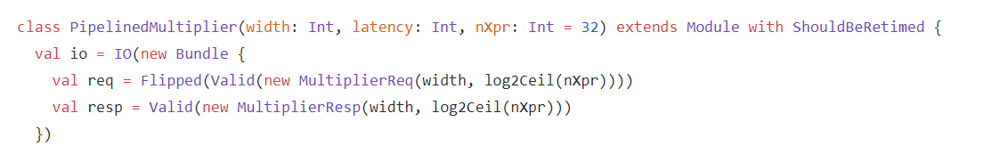 class PipelinedMultiplier(width: Int, latency: Int, nXpr: Int = 32) extends Module with ShouldBeRetimed {
  val io = IO(new Bundle {
    val req = Flipped(Valid(new MultiplierReq(width, log2Ceil(nXpr))))
    val resp = Valid(new MultiplierResp(width, log2Ceil(nXpr)))
  })